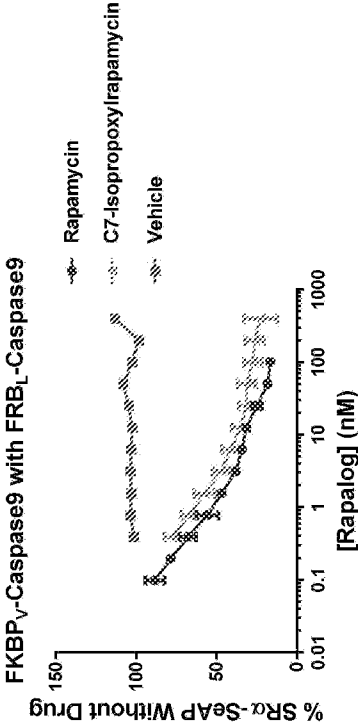 FKBPV-Caspase9 with FRBL-Caspase9
Rapamycin
C7-Isopropoxylrapamycin
Vehicle
% SRα-SeAP Without Drug
150
100
50
0
0.01
0.1
1
10
100
1000
[Rapalog] (nM)